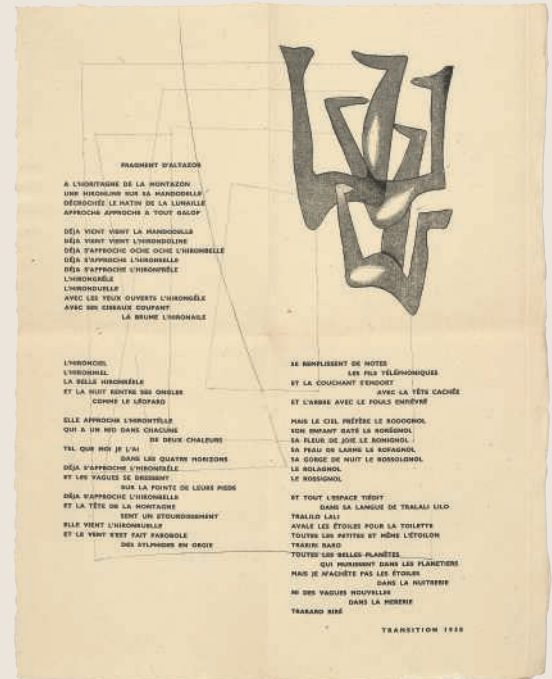 FRAGMENT D'ALTAZOR
A L'HORITAGNE DE LA MONTAZON
UNE HIRONLINE SUR SA MANDODELLE
DÉCROCHÉE LE MATIN DE LA LUNAILLE
APPROCHE APPROCHE A TOUT GALOP
DÉJA VIENT VIENT LA MANDODELLE
DÉJA VIENT VIENT L'HIRONDOLINE
DÉJA S'APPROCHE OCHE OCHE L'HIRONBELLE
DÉJA S'APPROCHE L'HIRONSELLE
DÉJA S'APPROCHE L'HIRONFRÊLE
L'HIRONGRÊLE
L'HIRONDUELLE
AVEC LES YEUX OUVERTS L'HIRONGÉLE
AVEC SES CISEAUX COUPANT
LA BRUME L'HIRONAILE
L'HIRONCIEL
L'HIRONMIEL
LA BELLE HIRONRÉELE
ET LA NUIT RENTRE SES ONGLES
COMME LE LÉOPARD
ELLE APPROCHE L'HIRONTELLE
QUI A UN NID DANS CHACUNE
DE DEUX CHALEURS
TEL QUE MOI JE L'AI
DANS LES QUATRE HORIZONS
DÉJA S'APPROCHE L'HIRONFRÊLE
ET LES VAGUES SE DRESSENT
SUR LA POINTE DE LEURS PIEDS
DÉJA S'APPROCHE L'HIRONBELLE
ET LA TÊTE DE LA MONTAGNE
SENT UN ETOURDISSEMENT
ELLE VIENT L'HIRONRUELLE
ET LE VENT S'EST FAIT PARABOLE
DES SYLPHIDES EN ORGIE
SE REMPLISSENT DE NOTES
LES FILS TÉLÉPHONIQUES
ET LA COUCHANT S'ENDORT
AVEC LA TÊTE CACHÉE
ET L'ARBRE AVEC LE POULS ENFIÉVRÉ
MAIS LE CIEL PRÉFÈRE LE RODOGNOL
SON ENFANT GATÉ LE RORÉGNOL
SA FLEUR DE JOIE LE ROMIGNOL
SA PEAU DE LARME LE ROFAGNOL
SA GORGE DE NUIT LE ROSSOLGNOL
LE ROLAGNOL
LE ROSSIGNOL
ET TOUT L'ESPACE TIÉDIT
DANS SA LANGUE DE TRALALI LILO
TRALILO LALI
AVALE LES ÉTOILES POUR LA TOILETTE
TOUTES LES PETITES ET MÊME L'ÉTOILON
TRARIRI RARO
TOUTES LES BELLES PLANÈTES
QUI MURISSENT DANS LES PLANETIERS
MAIS JE N'ACHÈTE PAS LES ÉTOILES
DANS LA NUITRERIE
NI DES VAGUES NOUVELLES
DANS LA MERERIE
TRARARO RIRÉ
TRANSITION 1930